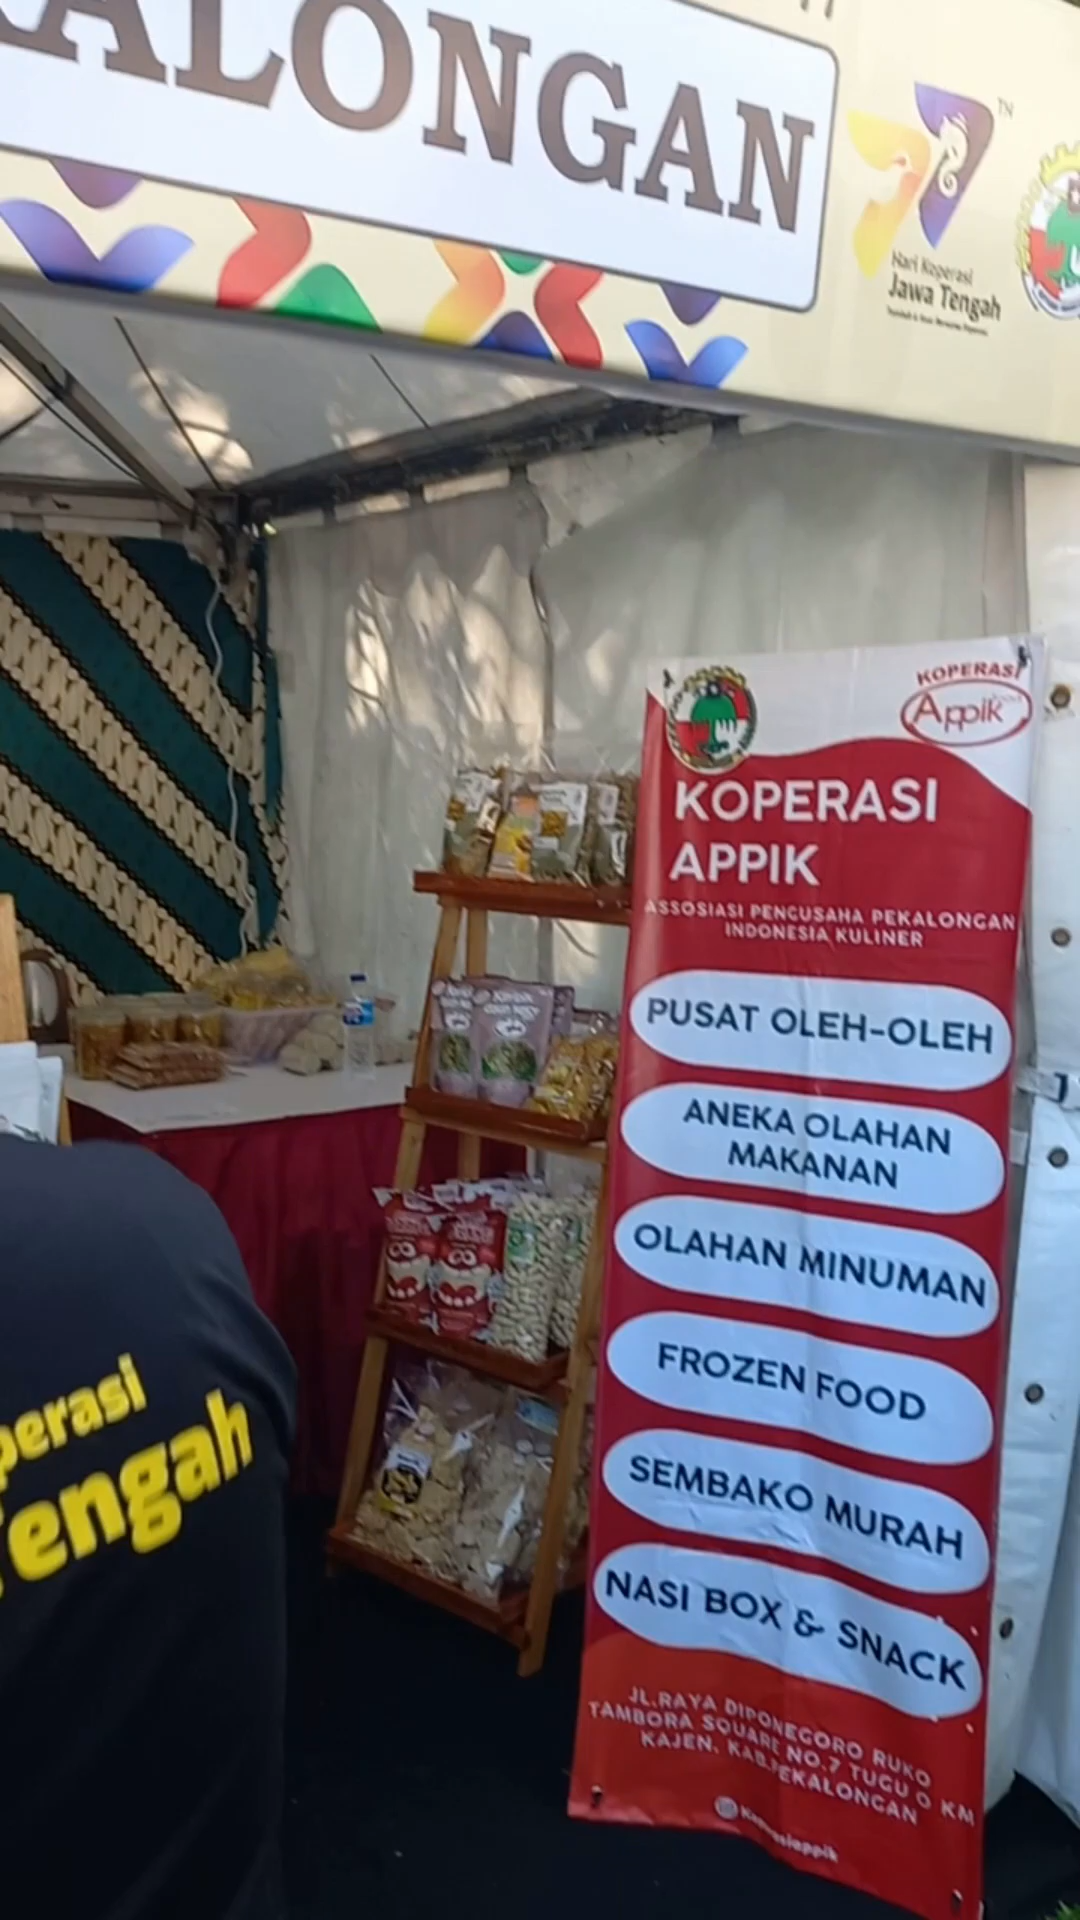 ALONGAN
TN
Hari Koperasi
Jawa Tengah
KOPERASI
Appik
KOPERASI
APPIK
ASSOSIASI PENGUSAHA PEKALONGAN
INDONESIA KULINER
PUSAT OLEH-OLEH
ANEKA OLAHAN
MAKANAN
OLAHAN MINUMAN
FROZEN FOOD
SEMBAKO MURAH
NASI BOX & SNACK
JL.RAYA DIPONEGORO RUKO
TAMBORA SQUARE NO.7 TUGU 0 KM
KAJEN, KAB.PEKALONGAN
perasi
Tengah